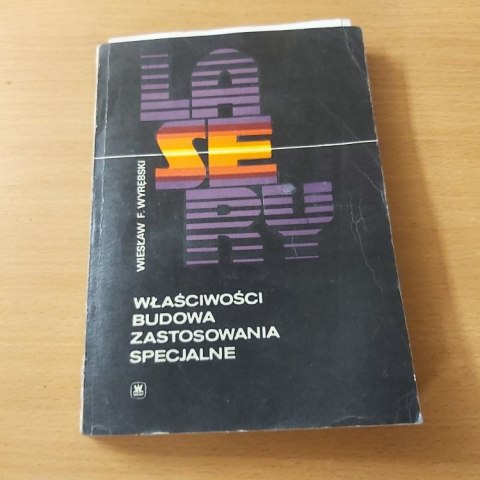 LA
SE
RY
WIESŁAW F. WYRĘBSKI
WŁAŚCIWOŚCI
BUDOWA
ZASTOSOWANIA
SPECJALNE